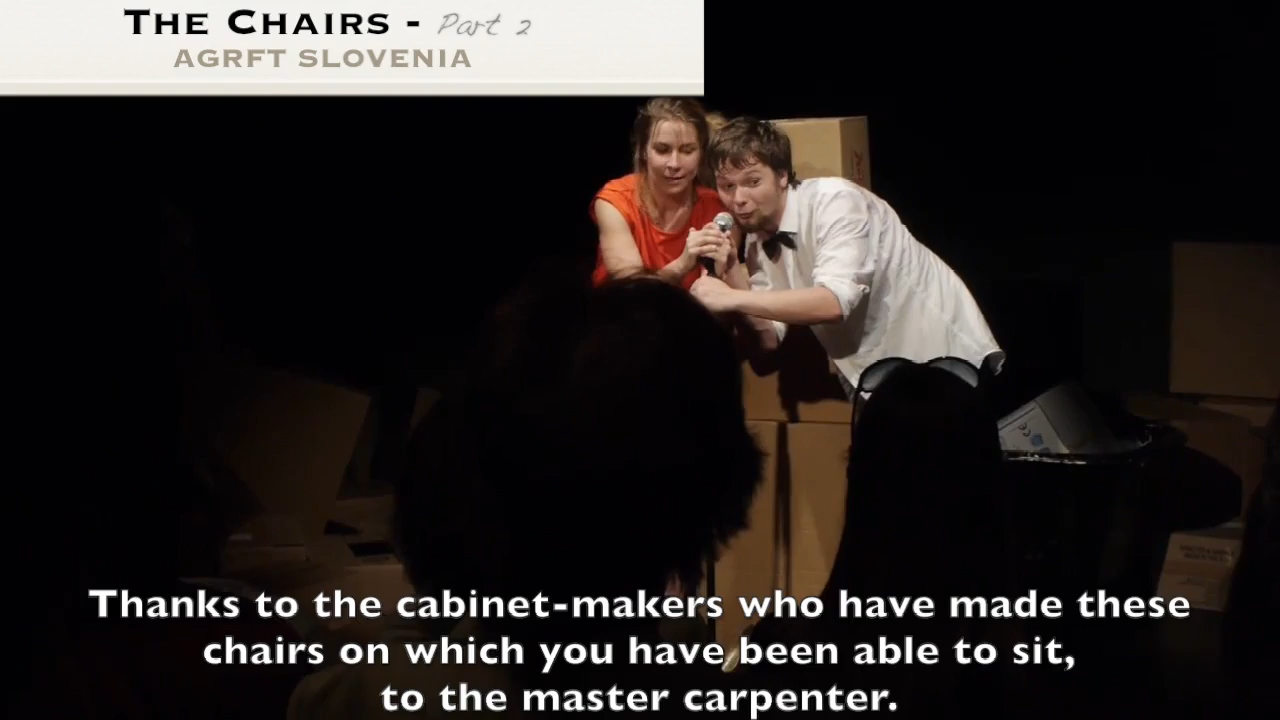 THE CHAIRS - Part 2
AGRFT SLOVENIA
Thanks to the cabinet-makers who have made these
chairs on which you have been able to sit,
to the master carpenter.